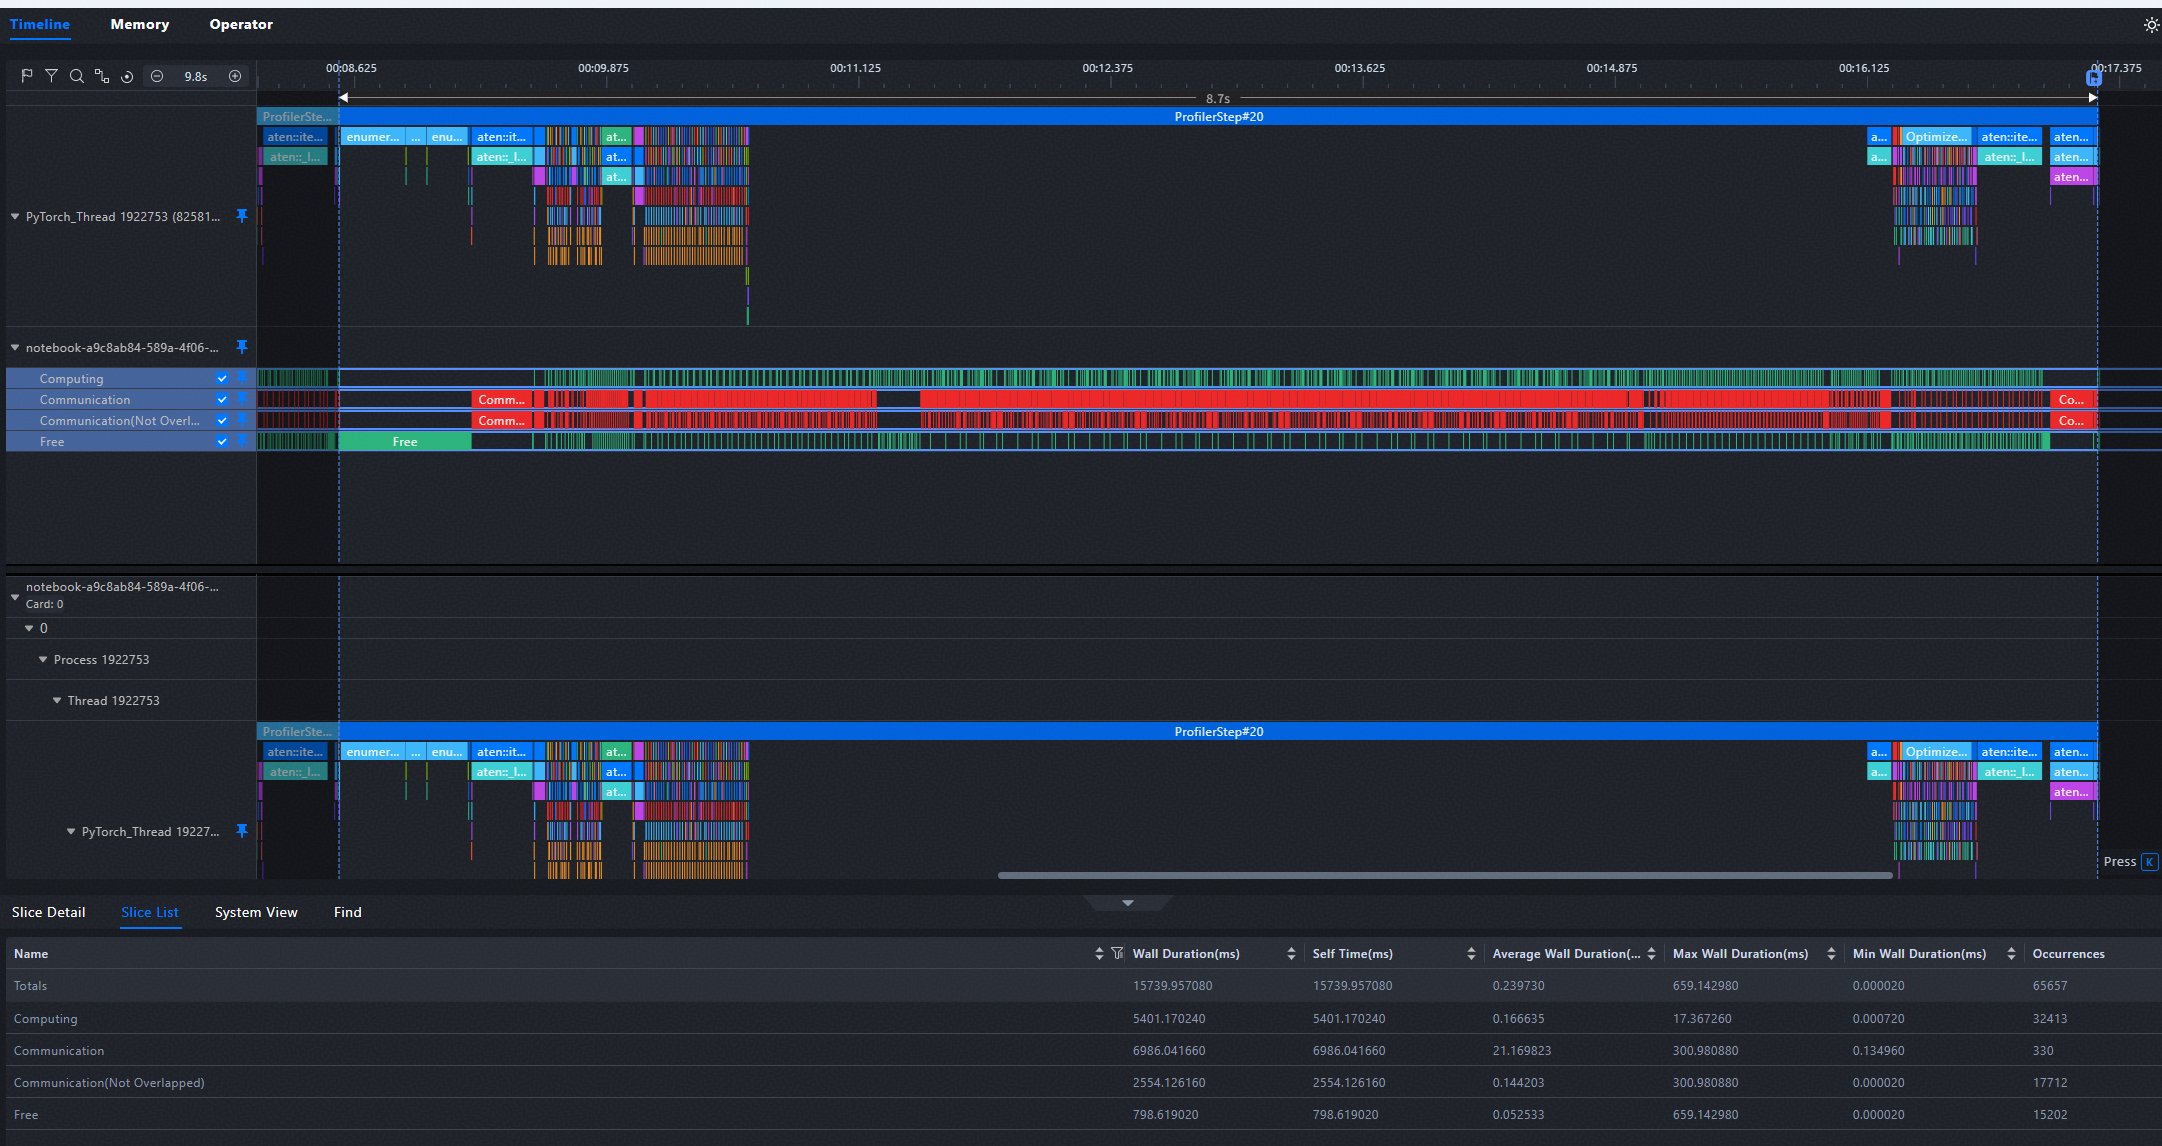 Timeline Memory Operator
9.8s 00:08.625 00:09.875 00:11.125 00:12.375 00:13.625 00:14.875 00:16.125 00:17.375
8.7s
ProfilerSte... ProfilerStep#20
aten::ite... enumer... ... enu... aten::it... at... a... Optimize... aten::ite... aten...
aten::_l... aten::_l... at... a... aten::_l... aten...
at... aten...
PyTorch_Thread 1922753 (82581...
notebook-a9c8ab84-589a-4f06-...
Computing
Communication Comm... Co...
Communication(Not Overl... Comm... Co...
Free Free
notebook-a9c8ab84-589a-4f06-...
Card: 0
0
Process 1922753
Thread 1922753
ProfilerSte... ProfilerStep#20
aten::ite... enumer... ... enu... aten::it... at... a... Optimize... aten::ite... aten...
aten::_l... aten::_l... at... a... aten::_l... aten...
at... aten...
PyTorch_Thread 19227...
Press K
Slice Detail Slice List System View Find
Name Wall Duration(ms) Self Time(ms) Average Wall Duration(... Max Wall Duration(ms) Min Wall Duration(ms) Occurrences
Totals 15739.957080 15739.957080 0.239730 659.142980 0.000020 65657
Computing 5401.170240 5401.170240 0.166635 17.367260 0.000720 32413
Communication 6986.041660 6986.041660 21.169823 300.980880 0.134960 330
Communication(Not Overlapped) 2554.126160 2554.126160 0.144203 300.980880 0.000020 17712
Free 798.619020 798.619020 0.052533 659.142980 0.000020 15202